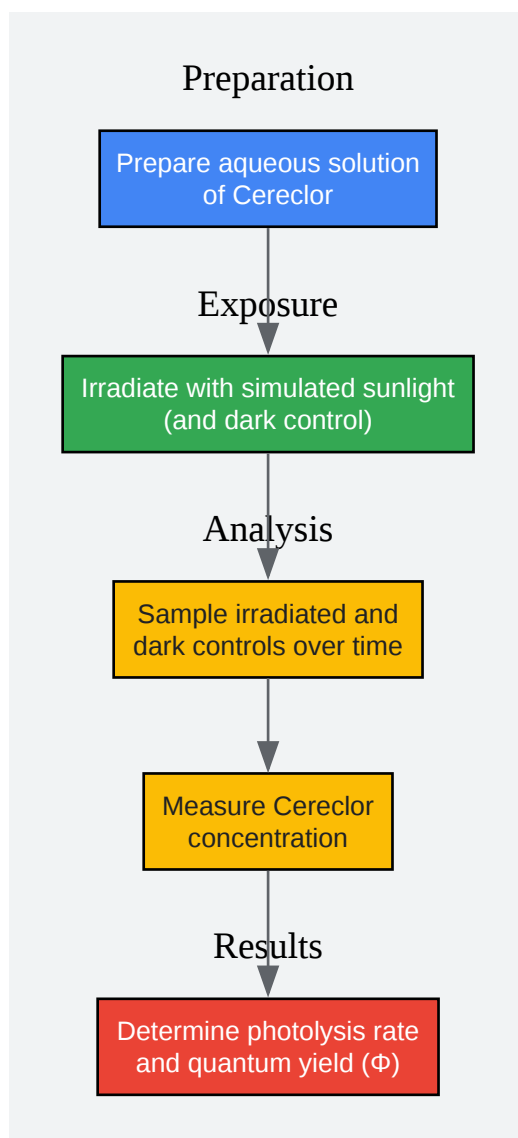 Preparation
Prepare aqueous solution
of Cereclor
Exposure
Irradiate with simulated sunlight
(and dark control)
Analysis
Sample irradiated and
dark controls over time
Measure Cereclor
concentration
Results
Determine photolysis rate
and quantum yield (Φ)